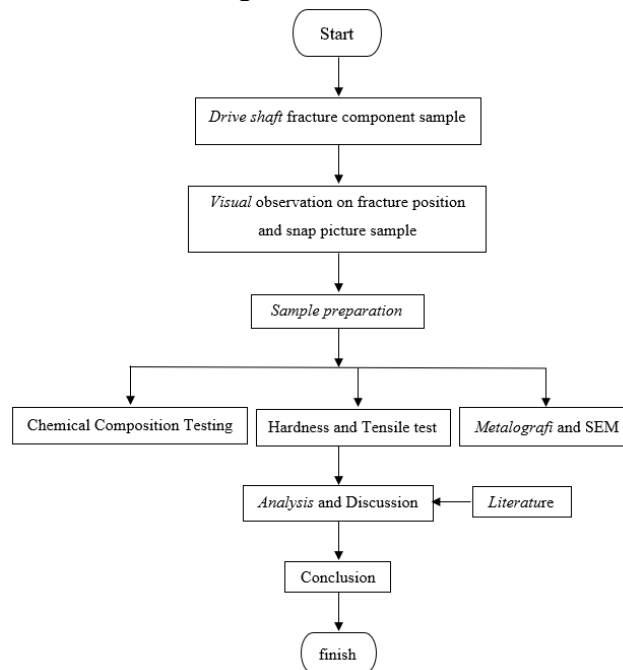 Start
Drive shaft fracture component sample
Visual observation on fracture position
and snap picture sample
Sample preparation
Chemical Composition Testing
Hardness and Tensile test
Metalografi and SEM
Analysis and Discussion
Literature
Conclusion
finish